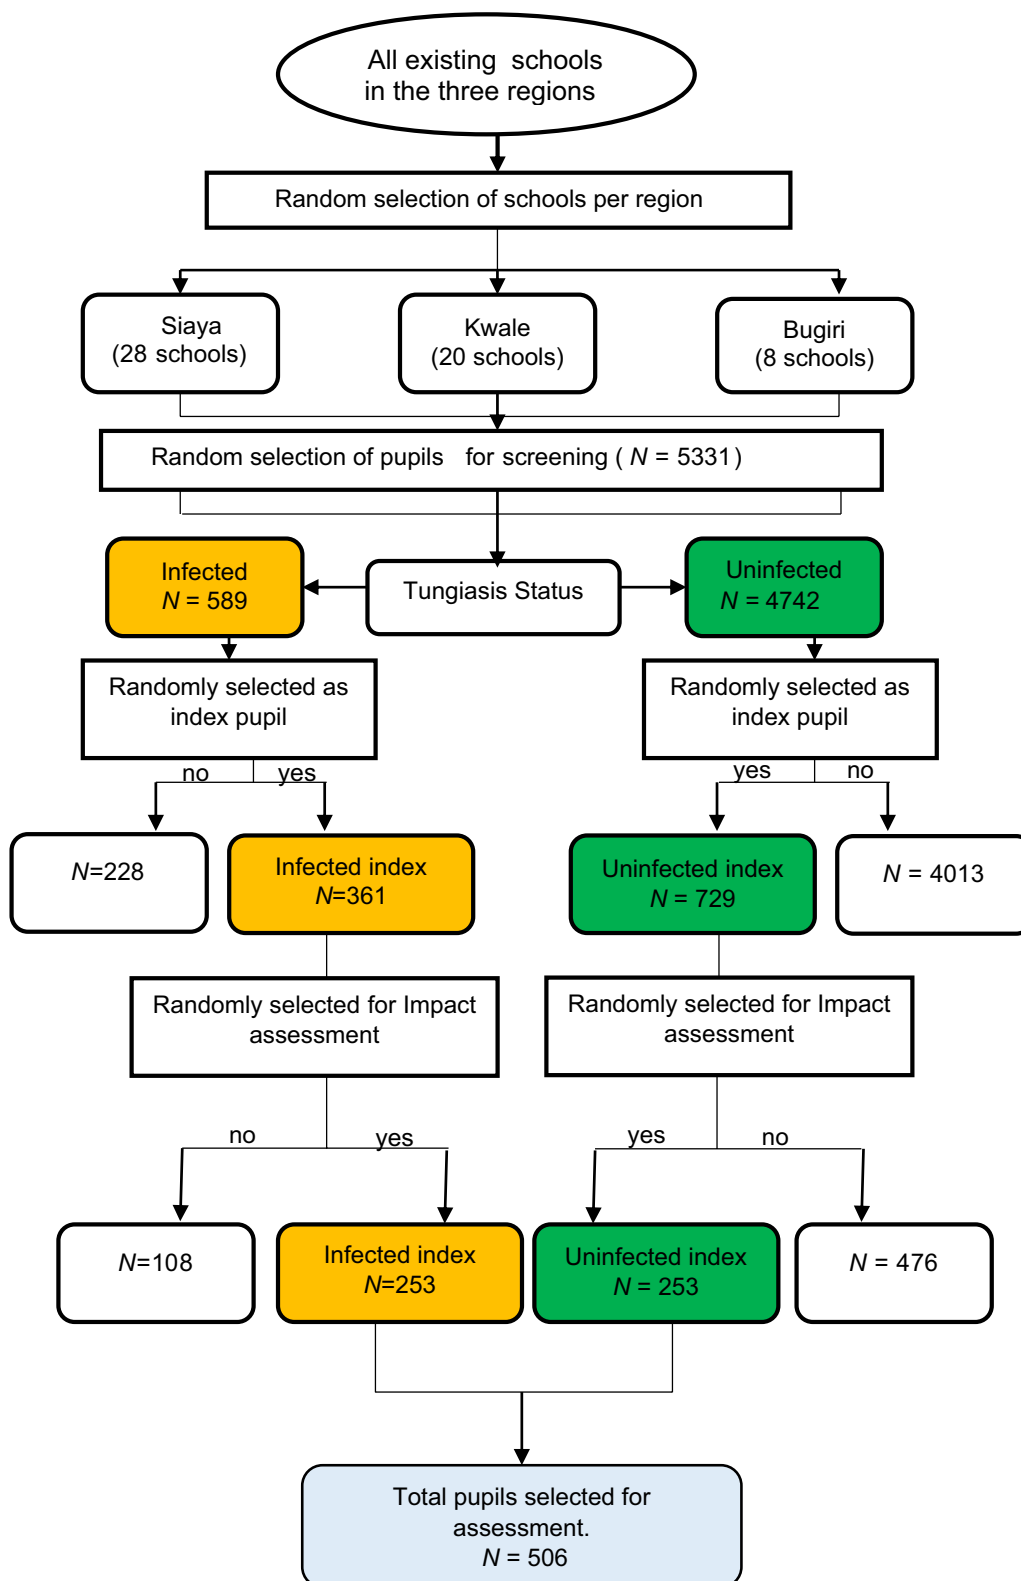 All existing schools
in the three regions
Random selection of schools per region
Siaya
(28 schools)
Kwale
(20 schools)
Bugiri
(8 schools)
Random selection of pupils for screening ( N = 5331)
Infected
N = 589
Tungiasis Status
Uninfected
N = 4742
Randomly selected as
index pupil
Randomly selected as
index pupil
no
yes
yes
no
N=228
Infected index
N=361
Uninfected index
N = 729
N = 4013
Randomly selected for Impact
assessment
Randomly selected for Impact
assessment
no
yes
yes
no
N=108
Infected index
N=253
Uninfected index
N = 253
N = 476
Total pupils selected for
assessment.
N = 506